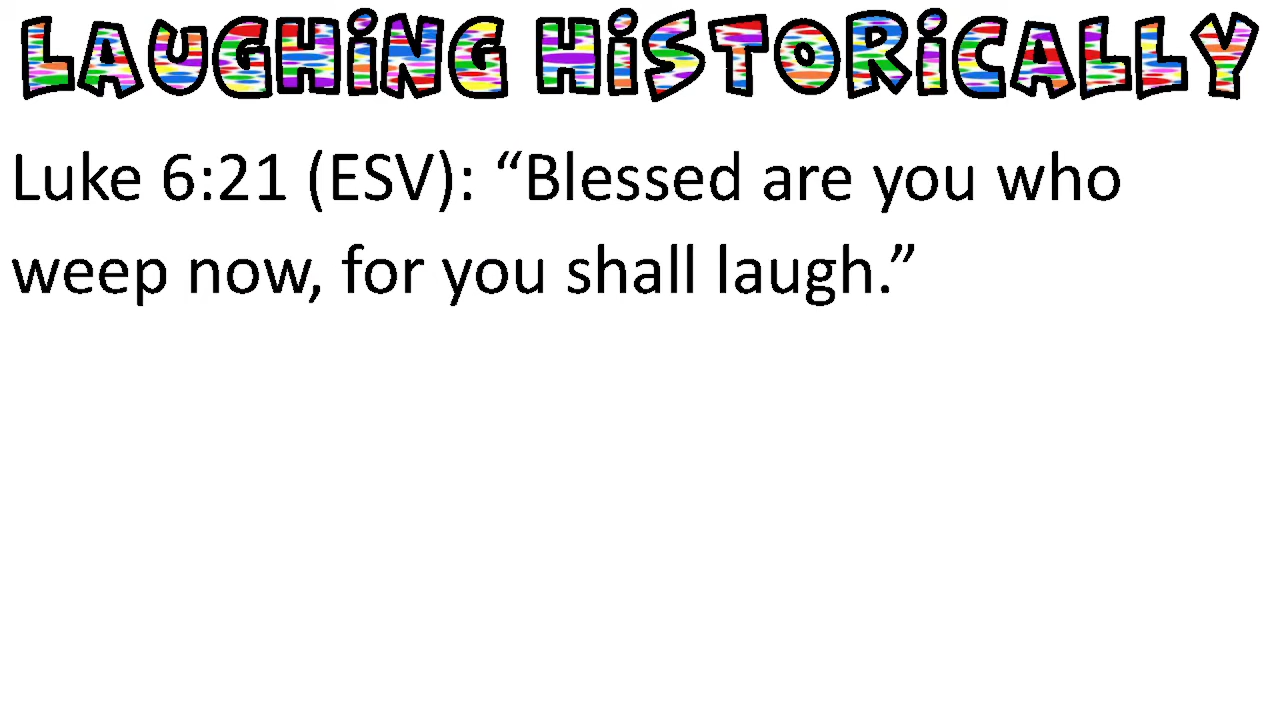 LAUGHiNG HiSTORiCALLY
Luke 6:21 (ESV): “Blessed are you who
weep now, for you shall laugh.”